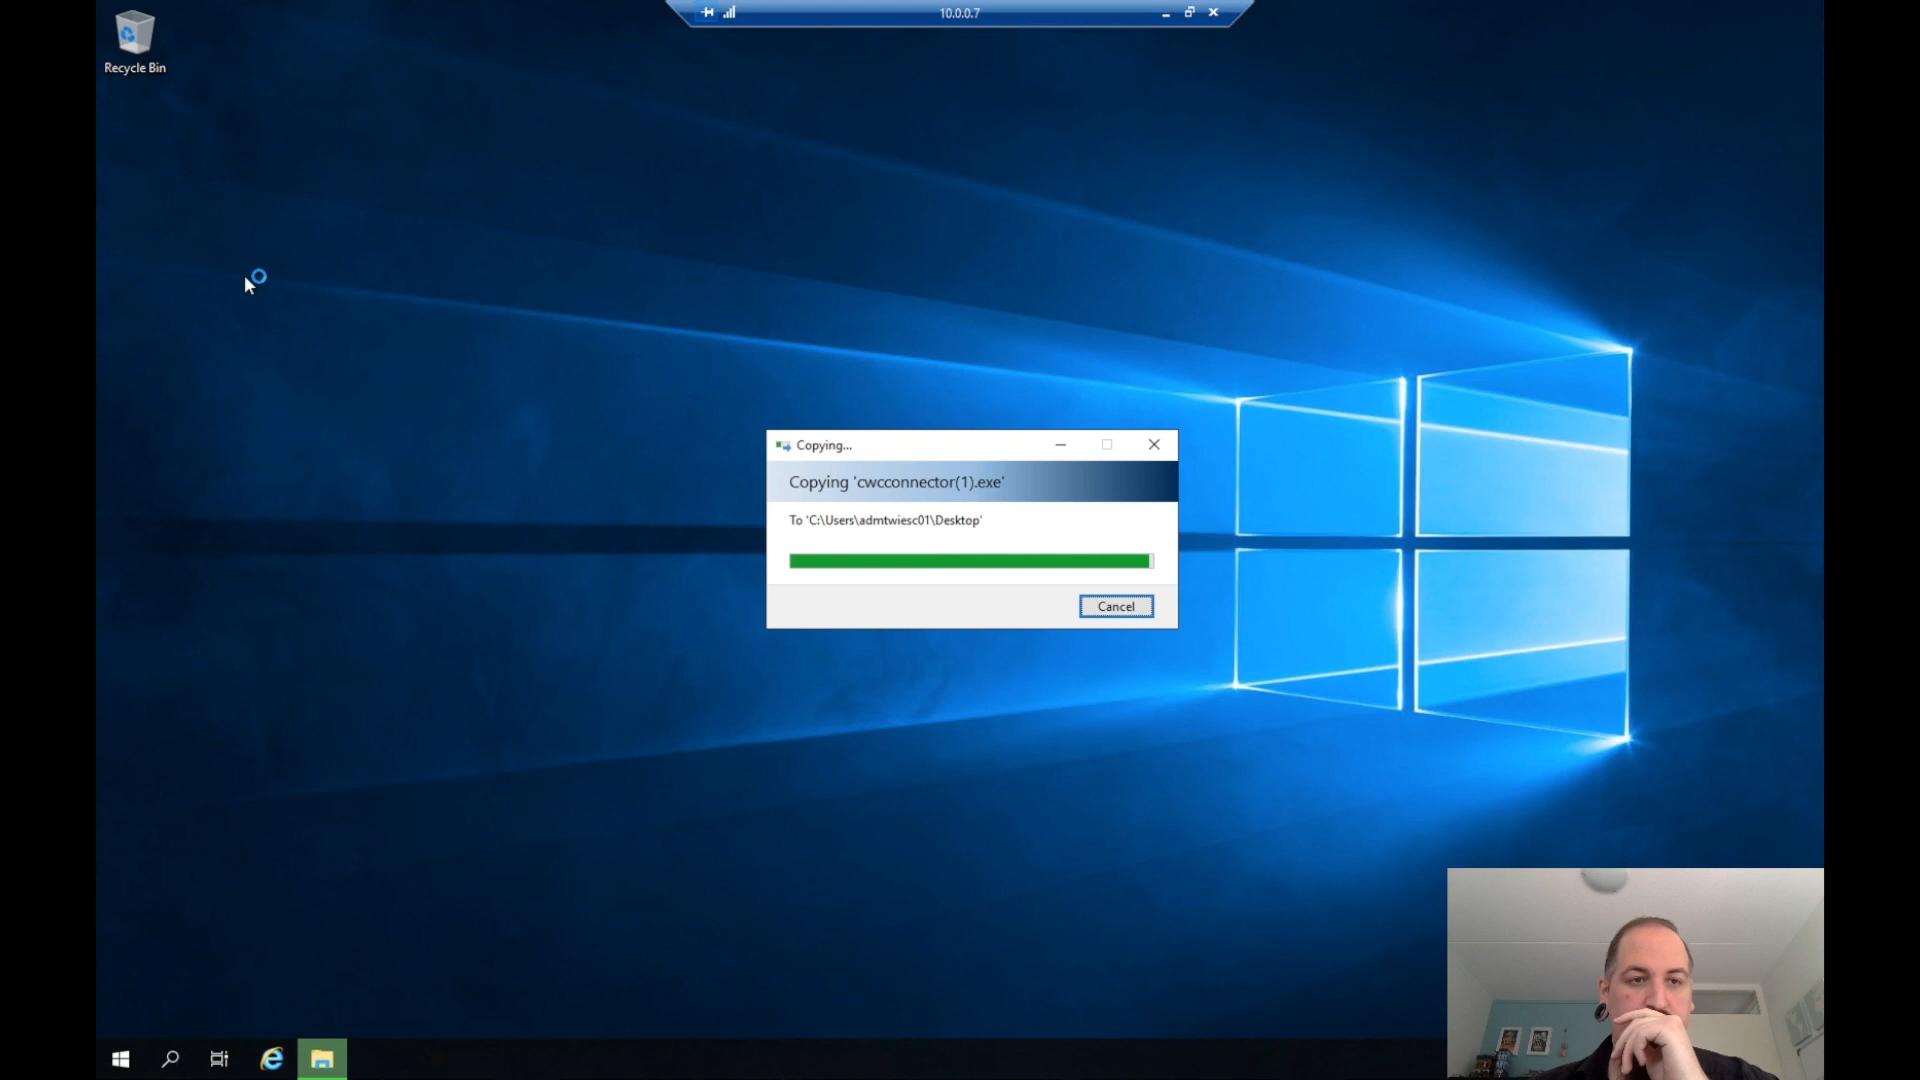 10.0.0.7
Recycle Bin
Copying...
Copying 'cwcconnector(1).exe'
To 'C:\Users\admtwiesc01\Desktop'
Cancel